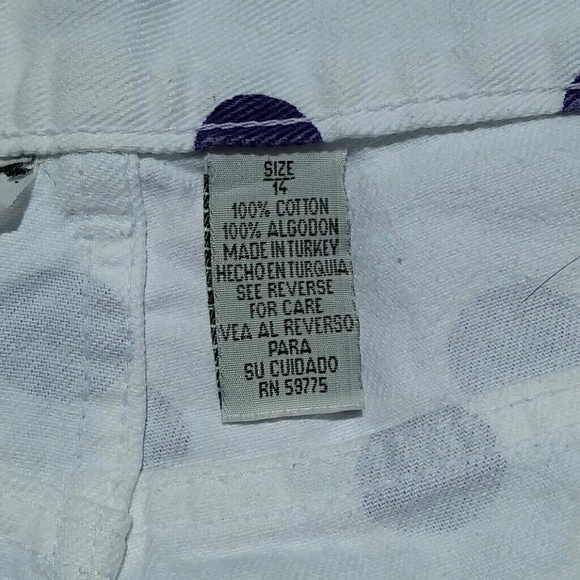 SIZE
14
100% COTTON
100% ALGODON
MADE IN TURKEY
HECHO EN TURQUIA
SEE REVERSE
FOR CARE
VEA AL REVERSO
PARA
SU CUIDADO
RN 59775